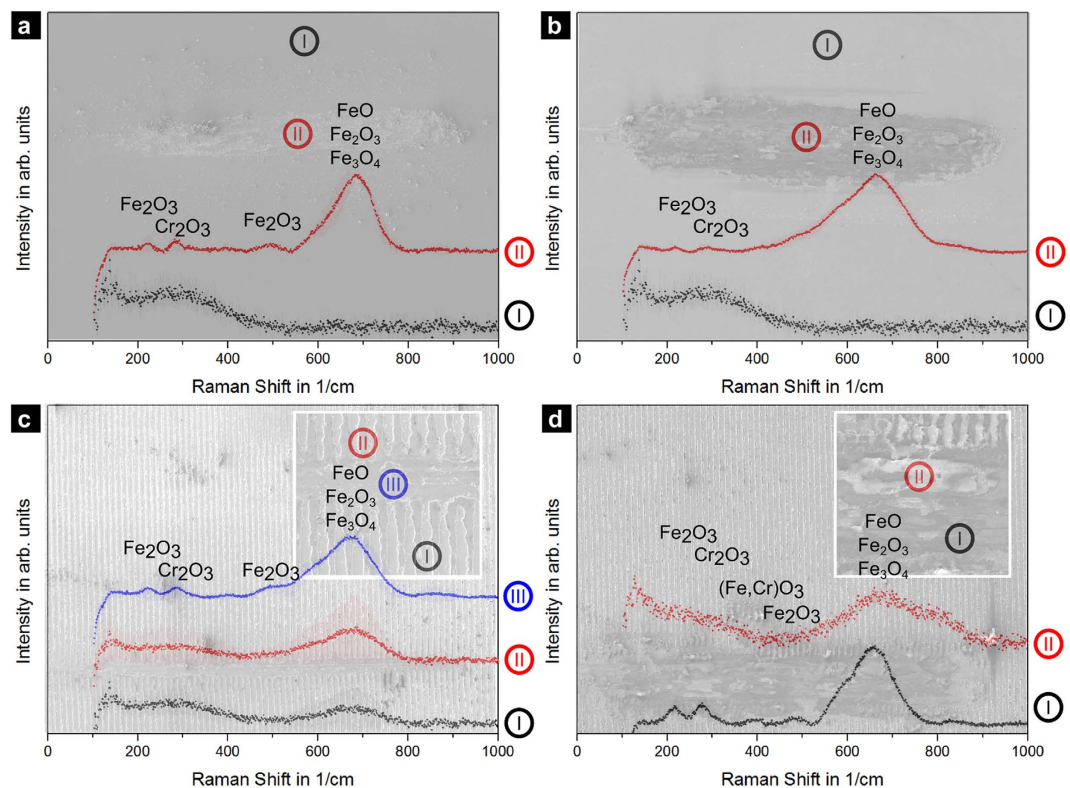 a
I
II
FeO
Fe2O3
Fe3O4
Fe2O3
Cr2O3
Fe2O3
II
I
Intensity in arb. units
0 200 400 600 800 1000
Raman Shift in 1/cm
b
I
II
FeO
Fe2O3
Fe3O4
Fe2O3
Cr2O3
II
I
Intensity in arb. units
0 200 400 600 800 1000
Raman Shift in 1/cm
c
II
III
I
FeO
Fe2O3
Fe3O4
Fe2O3
Cr2O3
Fe2O3
III
II
I
Intensity in arb. units
0 200 400 600 800 1000
Raman Shift in 1/cm
d
II
I
FeO
Fe2O3
Fe3O4
Fe2O3
Cr2O3
(Fe,Cr)O3
Fe2O3
II
I
Intensity in arb. units
0 200 400 600 800 1000
Raman Shift in 1/cm